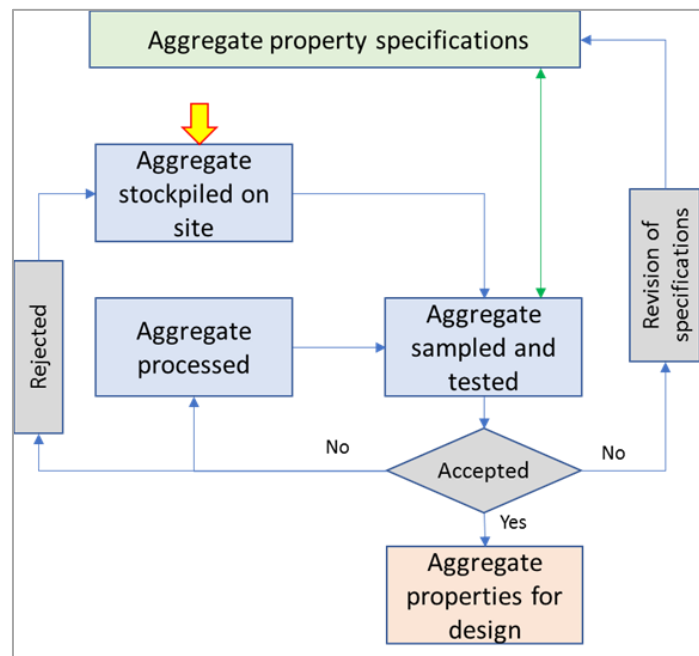 Aggregate property specifications
Aggregate
stockpiled on
site
Revision of
specifications
Rejected
Aggregate
processed
Aggregate
sampled and
tested
No
Accepted
No
Yes
Aggregate
properties for
design